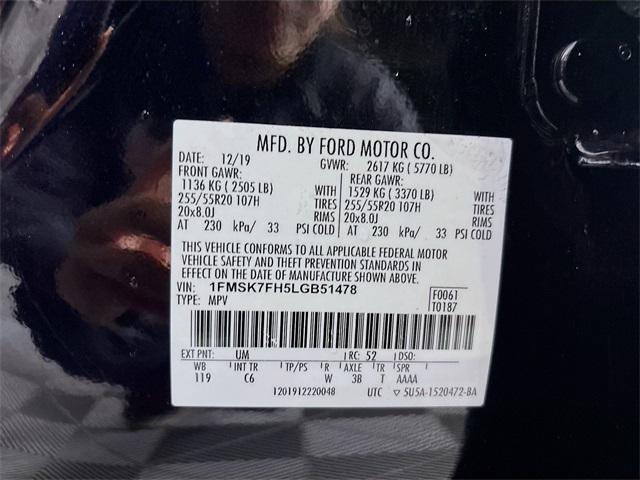 MFD. BY FORD MOTOR CO.
DATE: 12/19 GVWR: 2617 KG ( 5770 LB)
FRONT GAWR: REAR GAWR:
1136 KG ( 2505 LB) WITH 1529 KG ( 3370 LB) WITH
255/55R20 107H TIRES 255/55R20 107H TIRES
20x8.0J RIMS 20x8.0J RIMS
AT 230 kPa/ 33 PSI COLD AT 230 kPa/ 33 PSI COLD
THIS VEHICLE CONFORMS TO ALL APPLICABLE FEDERAL MOTOR
VEHICLE SAFETY AND THEFT PREVENTION STANDARDS IN
EFFECT ON THE DATE OF MANUFACTURE SHOWN ABOVE.
VIN: 1FMSK7FH5LGB51478 F0061
TYPE: MPV T0187
EXT PNT: UM RC: 52 DSO:
WB INT TR TP/PS R AXLE TR SPR
119 C6 W 3B T AAAA
1201912220048 UTC ▽ 5U5A-1520472-BA